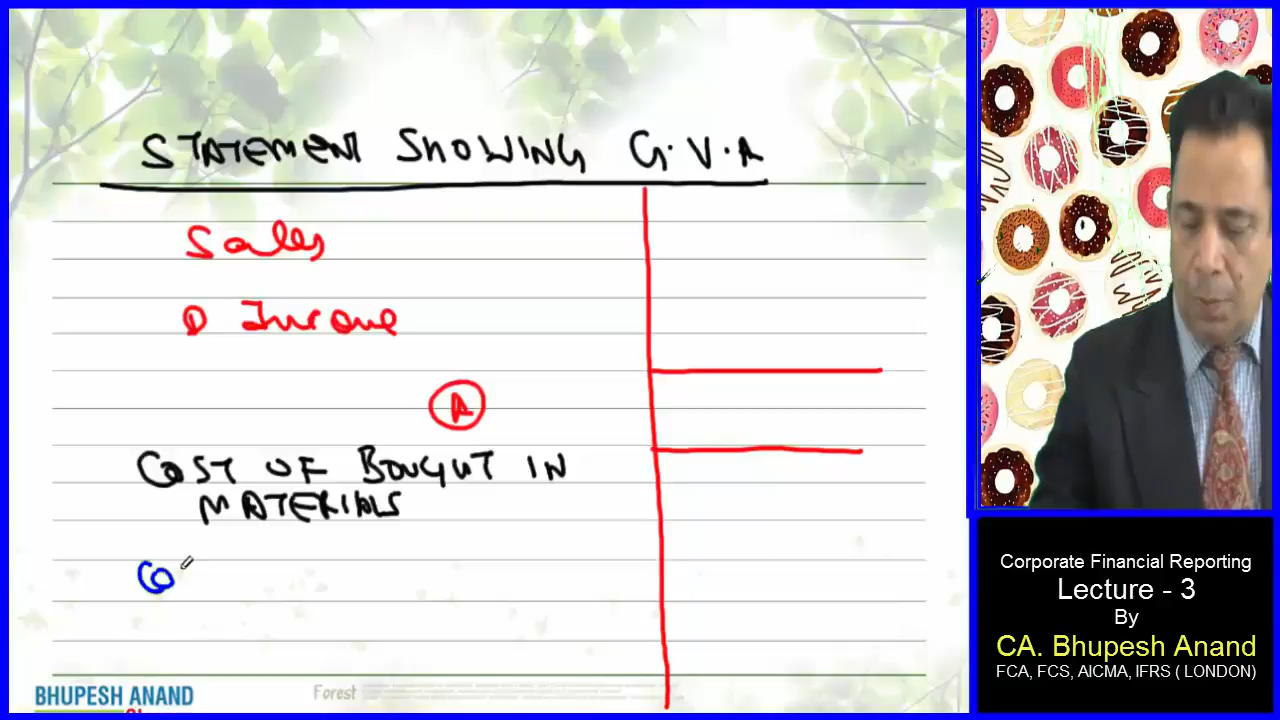 STATEMENT SHOWING G.V.A
Sales
O Income
A
COST OF BOUGHT IN
MATERIALS
Co
BHUPESH ANAND
Forest
Corporate Financial Reporting
Lecture - 3
By
CA. Bhupesh Anand
FCA, FCS, AICMA, IFRS ( LONDON)